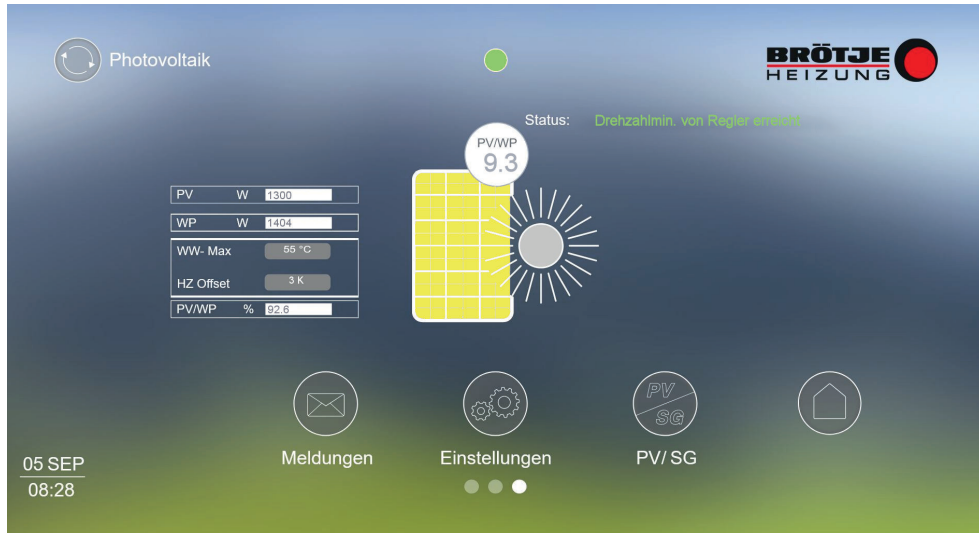 Photovoltaik
BRÖTJE
HEIZUNG
Status: Drehzahlmin. von Regler erreicht
PV/WP
9.3
PV W 1300
WP W 1404
WW- Max 55 °C
HZ Offset 3 K
PV/WP % 92.6
PV
SG
Meldungen
Einstellungen
PV/ SG
05 SEP
08:28